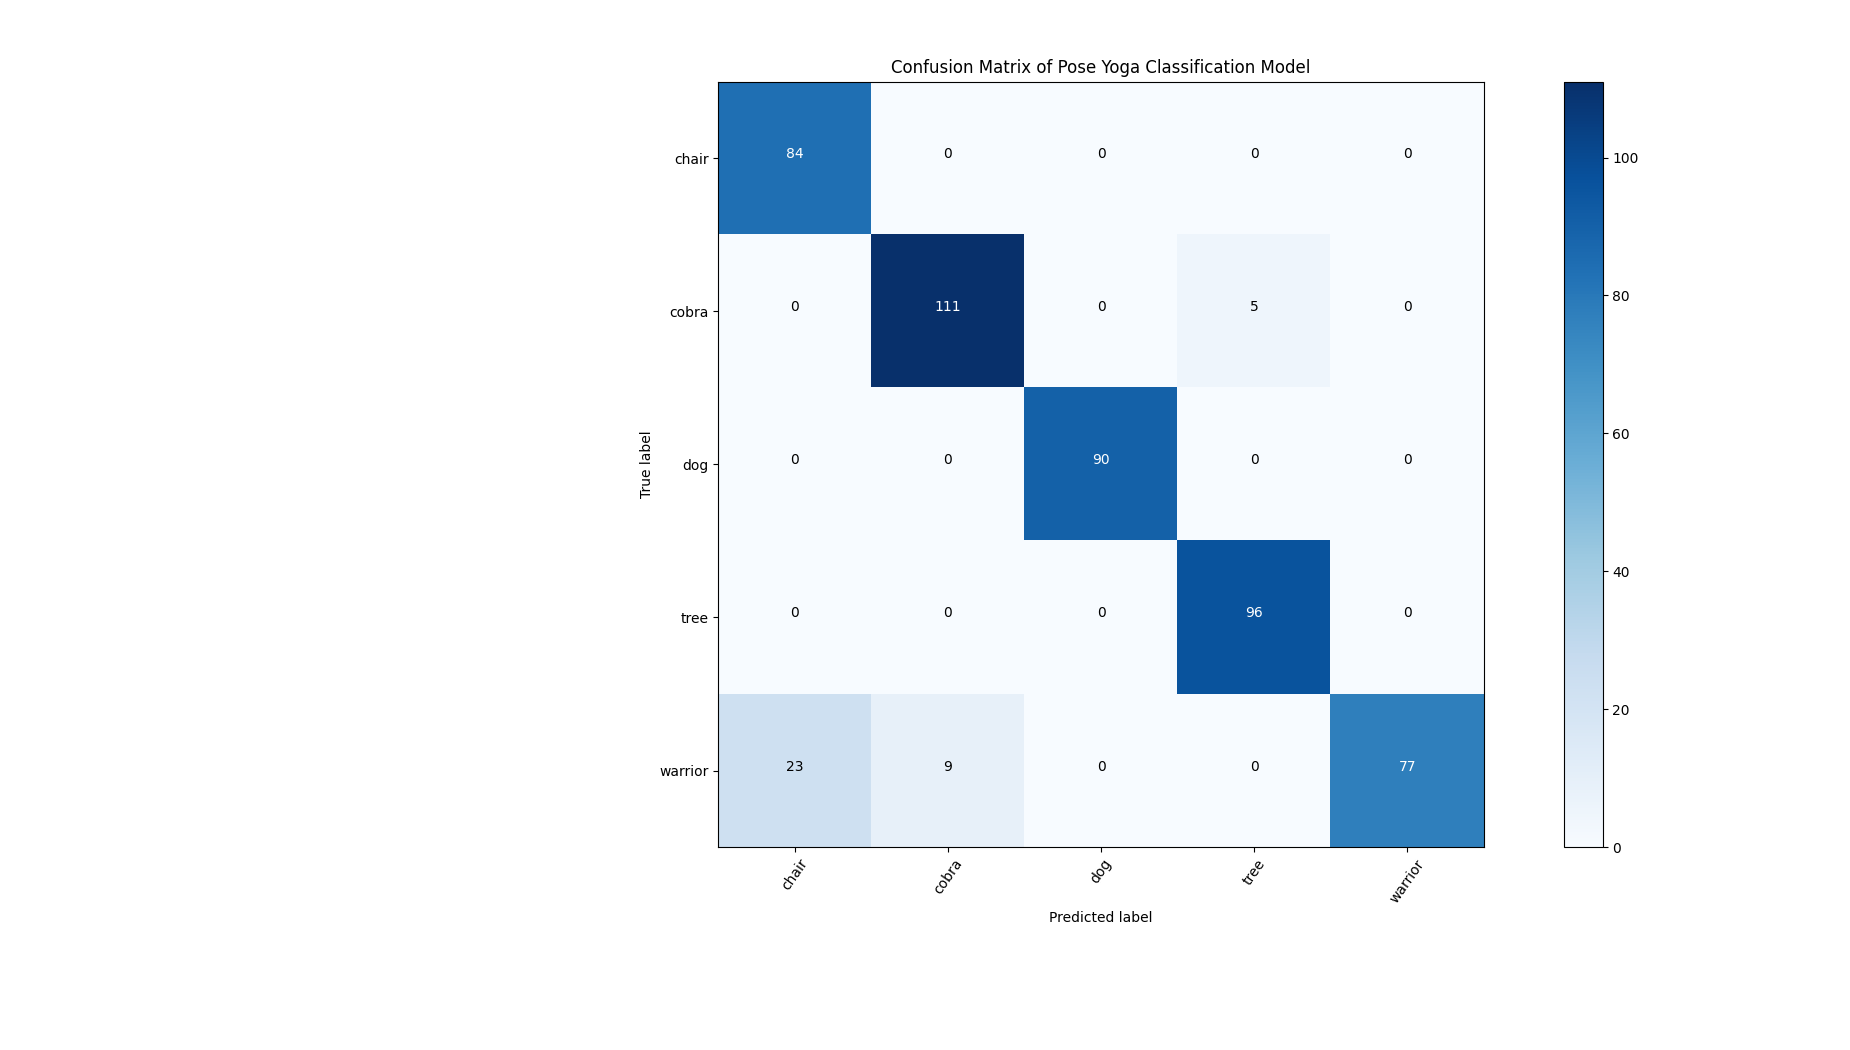 Confusion Matrix of Pose Yoga Classification Model
chair 84 0 0 0 0
cobra 0 111 0 5 0
dog 0 0 90 0 0
tree 0 0 0 96 0
warrior 23 9 0 0 77
chair cobra dog tree warrior
True label
Predicted label
100
80
60
40
20
0